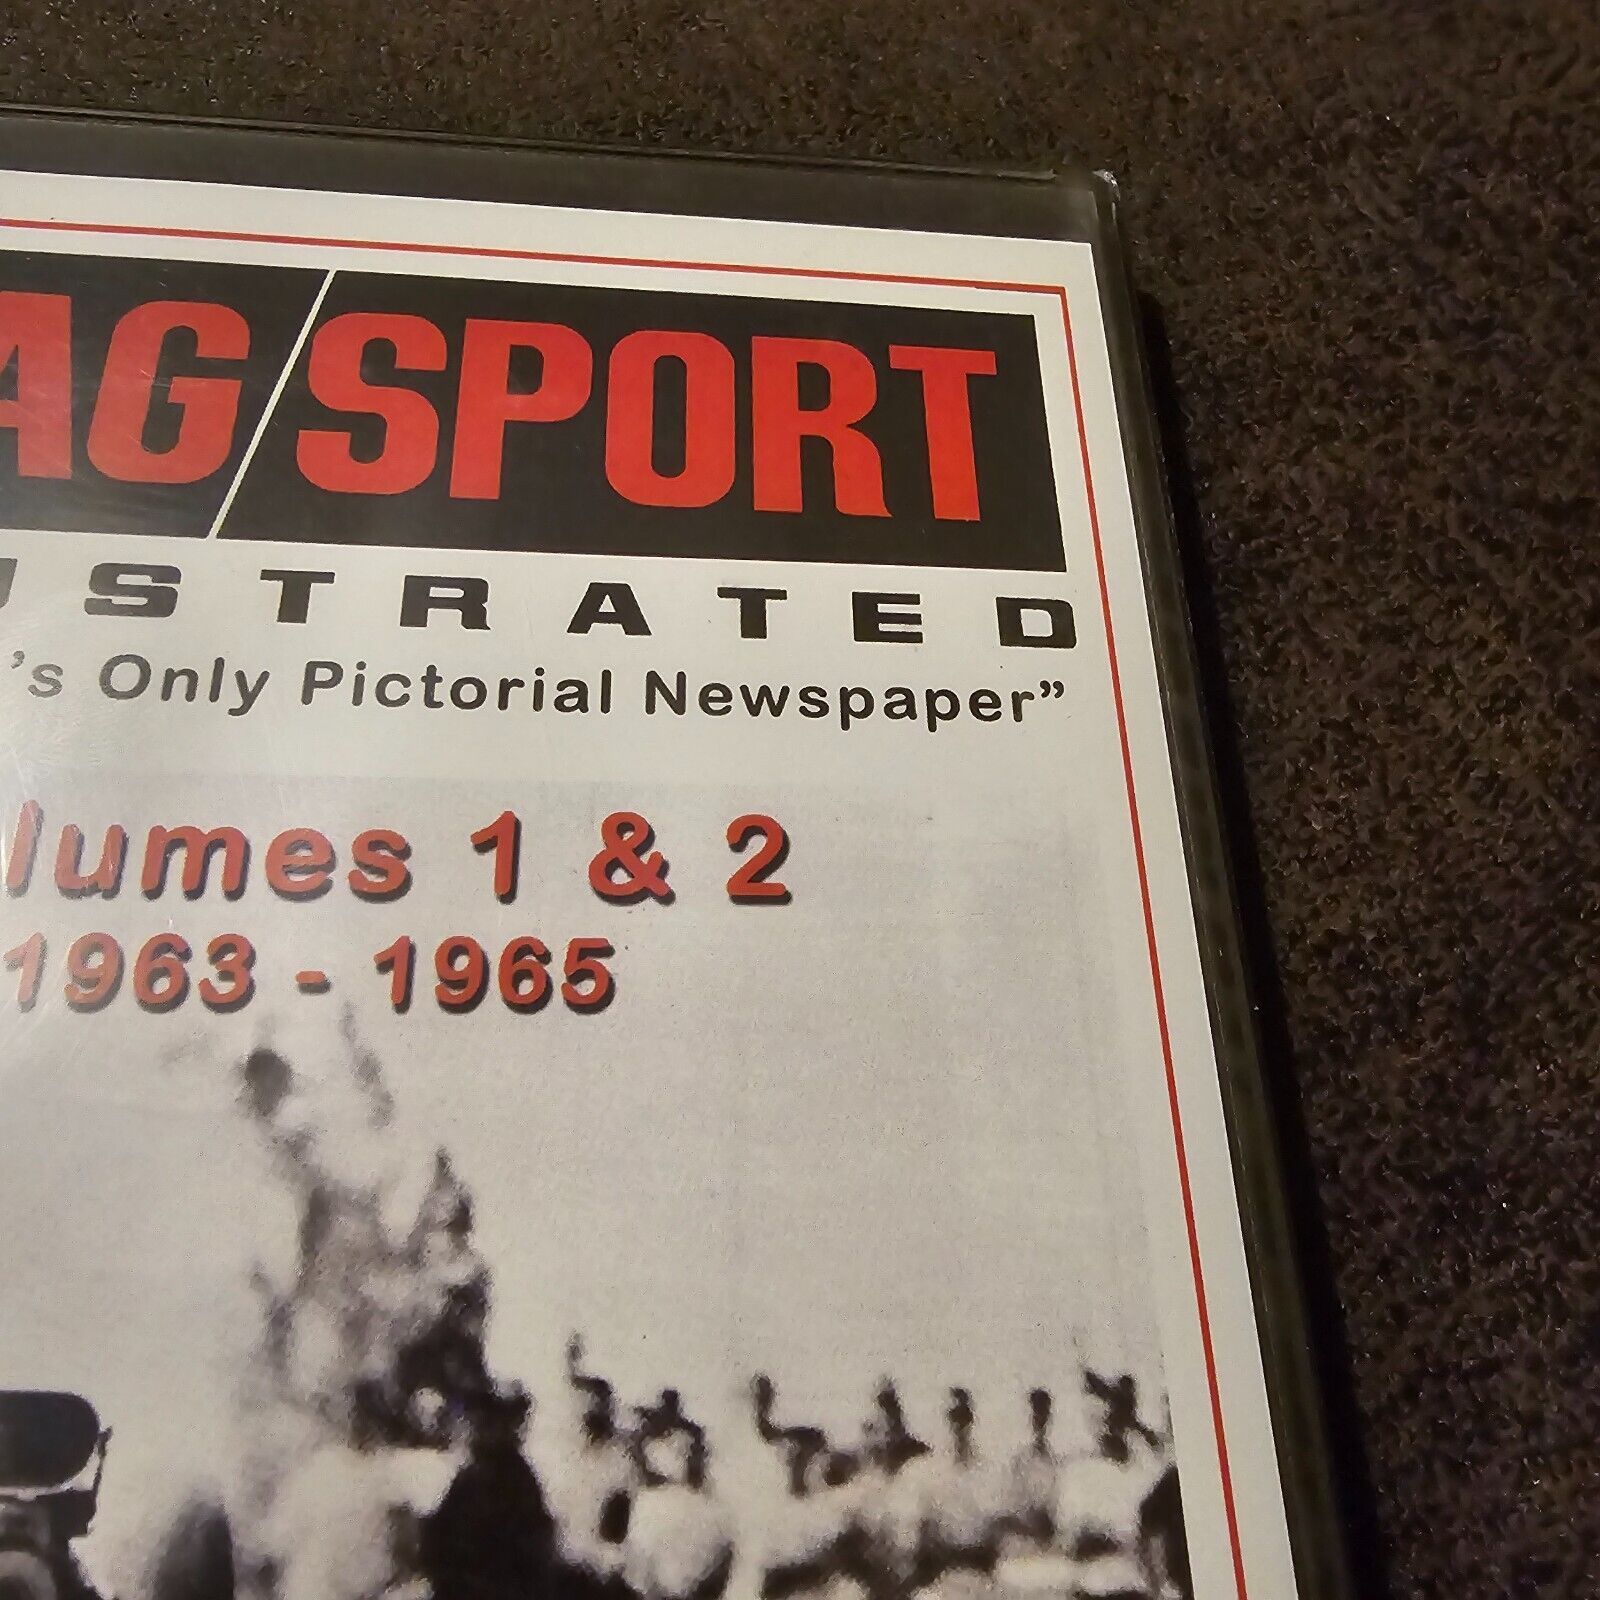 AG/SPORT
USTRATED
's Only Pictorial Newspaper”
lumes 1 & 2
1963 - 1965